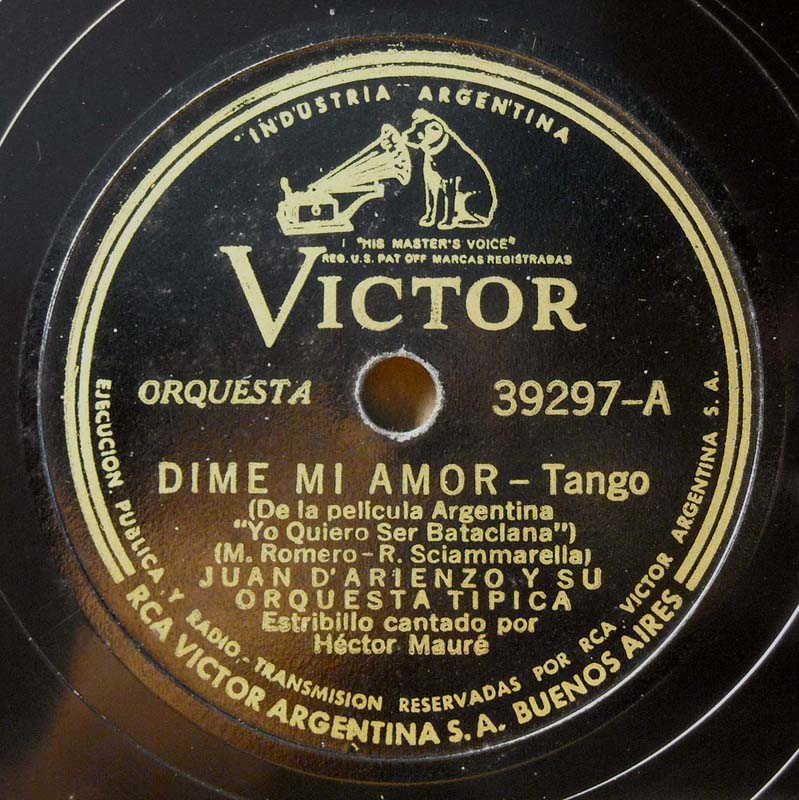 INDUSTRIA ARGENTINA
"HIS MASTER'S VOICE"
REG. U.S. PAT OFF MARCAS REGISTRADAS
VICTOR
ORQUESTA
39297-A
DIME MI AMOR - Tango
(De la película Argentina
"Yo Quiero Ser Bataclana")
(M. Romero - R. Sciammarella)
JUAN D'ARIENZO Y SU
ORQUESTA TIPICA
Estribillo cantado por
Héctor Mauré
EJECUCION, PUBLICA, Y RADIO-TRANSMISION RESERVADAS POR RCA VICTOR ARGENTINA S. A.
RCA VICTOR ARGENTINA S. A. BUENOS AIRES